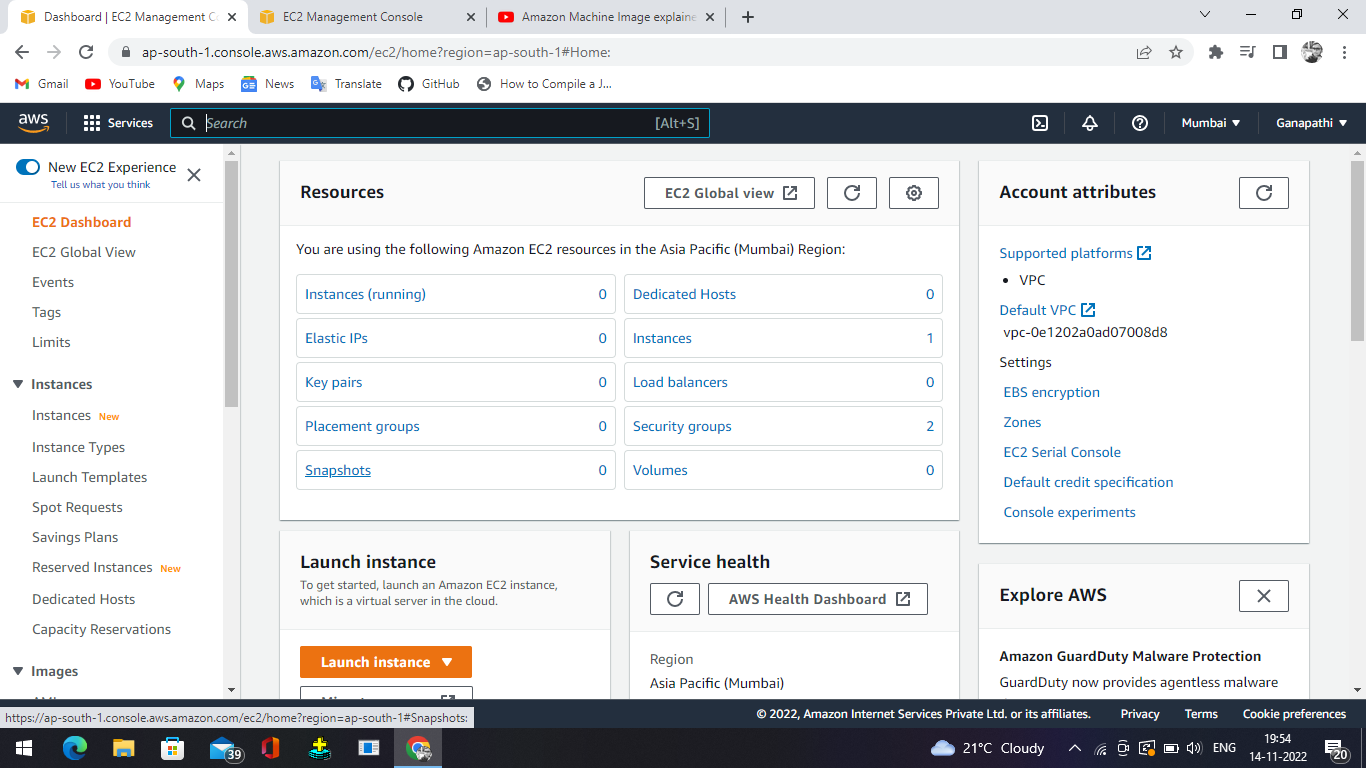 Dashboard | EC2 Management C
EC2 Management Console
Amazon Machine Image explaine
ap-south-1.console.aws.amazon.com/ec2/home?region=ap-south-1#Home:
Gmail
YouTube
Maps
News
Translate
GitHub
How to Compile a J...
aws
Services
Search
[Alt+S]
Mumbai
Ganapathi
New EC2 Experience
Tell us what you think
EC2 Dashboard
EC2 Global View
Events
Tags
Limits
Instances
Instances New
Instance Types
Launch Templates
Spot Requests
Savings Plans
Reserved Instances New
Dedicated Hosts
Capacity Reservations
Images
Resources
EC2 Global view
You are using the following Amazon EC2 resources in the Asia Pacific (Mumbai) Region:
Instances (running) 0
Dedicated Hosts 0
Elastic IPs 0
Instances 1
Key pairs 0
Load balancers 0
Placement groups 0
Security groups 2
Snapshots 0
Volumes 0
Launch instance
To get started, launch an Amazon EC2 instance,
which is a virtual server in the cloud.
Launch instance
Service health
AWS Health Dashboard
Region
Asia Pacific (Mumbai)
Account attributes
Supported platforms
• VPC
Default VPC
vpc-0e1202a0ad07008d8
Settings
EBS encryption
Zones
EC2 Serial Console
Default credit specification
Console experiments
Explore AWS
Amazon GuardDuty Malware Protection
GuardDuty now provides agentless malware
https://ap-south-1.console.aws.amazon.com/ec2/home?region=ap-south-1#Snapshots:
© 2022, Amazon Internet Services Private Ltd. or its affiliates.
Privacy
Terms
Cookie preferences
39
21°C Cloudy
ENG
19:54
14-11-2022
20